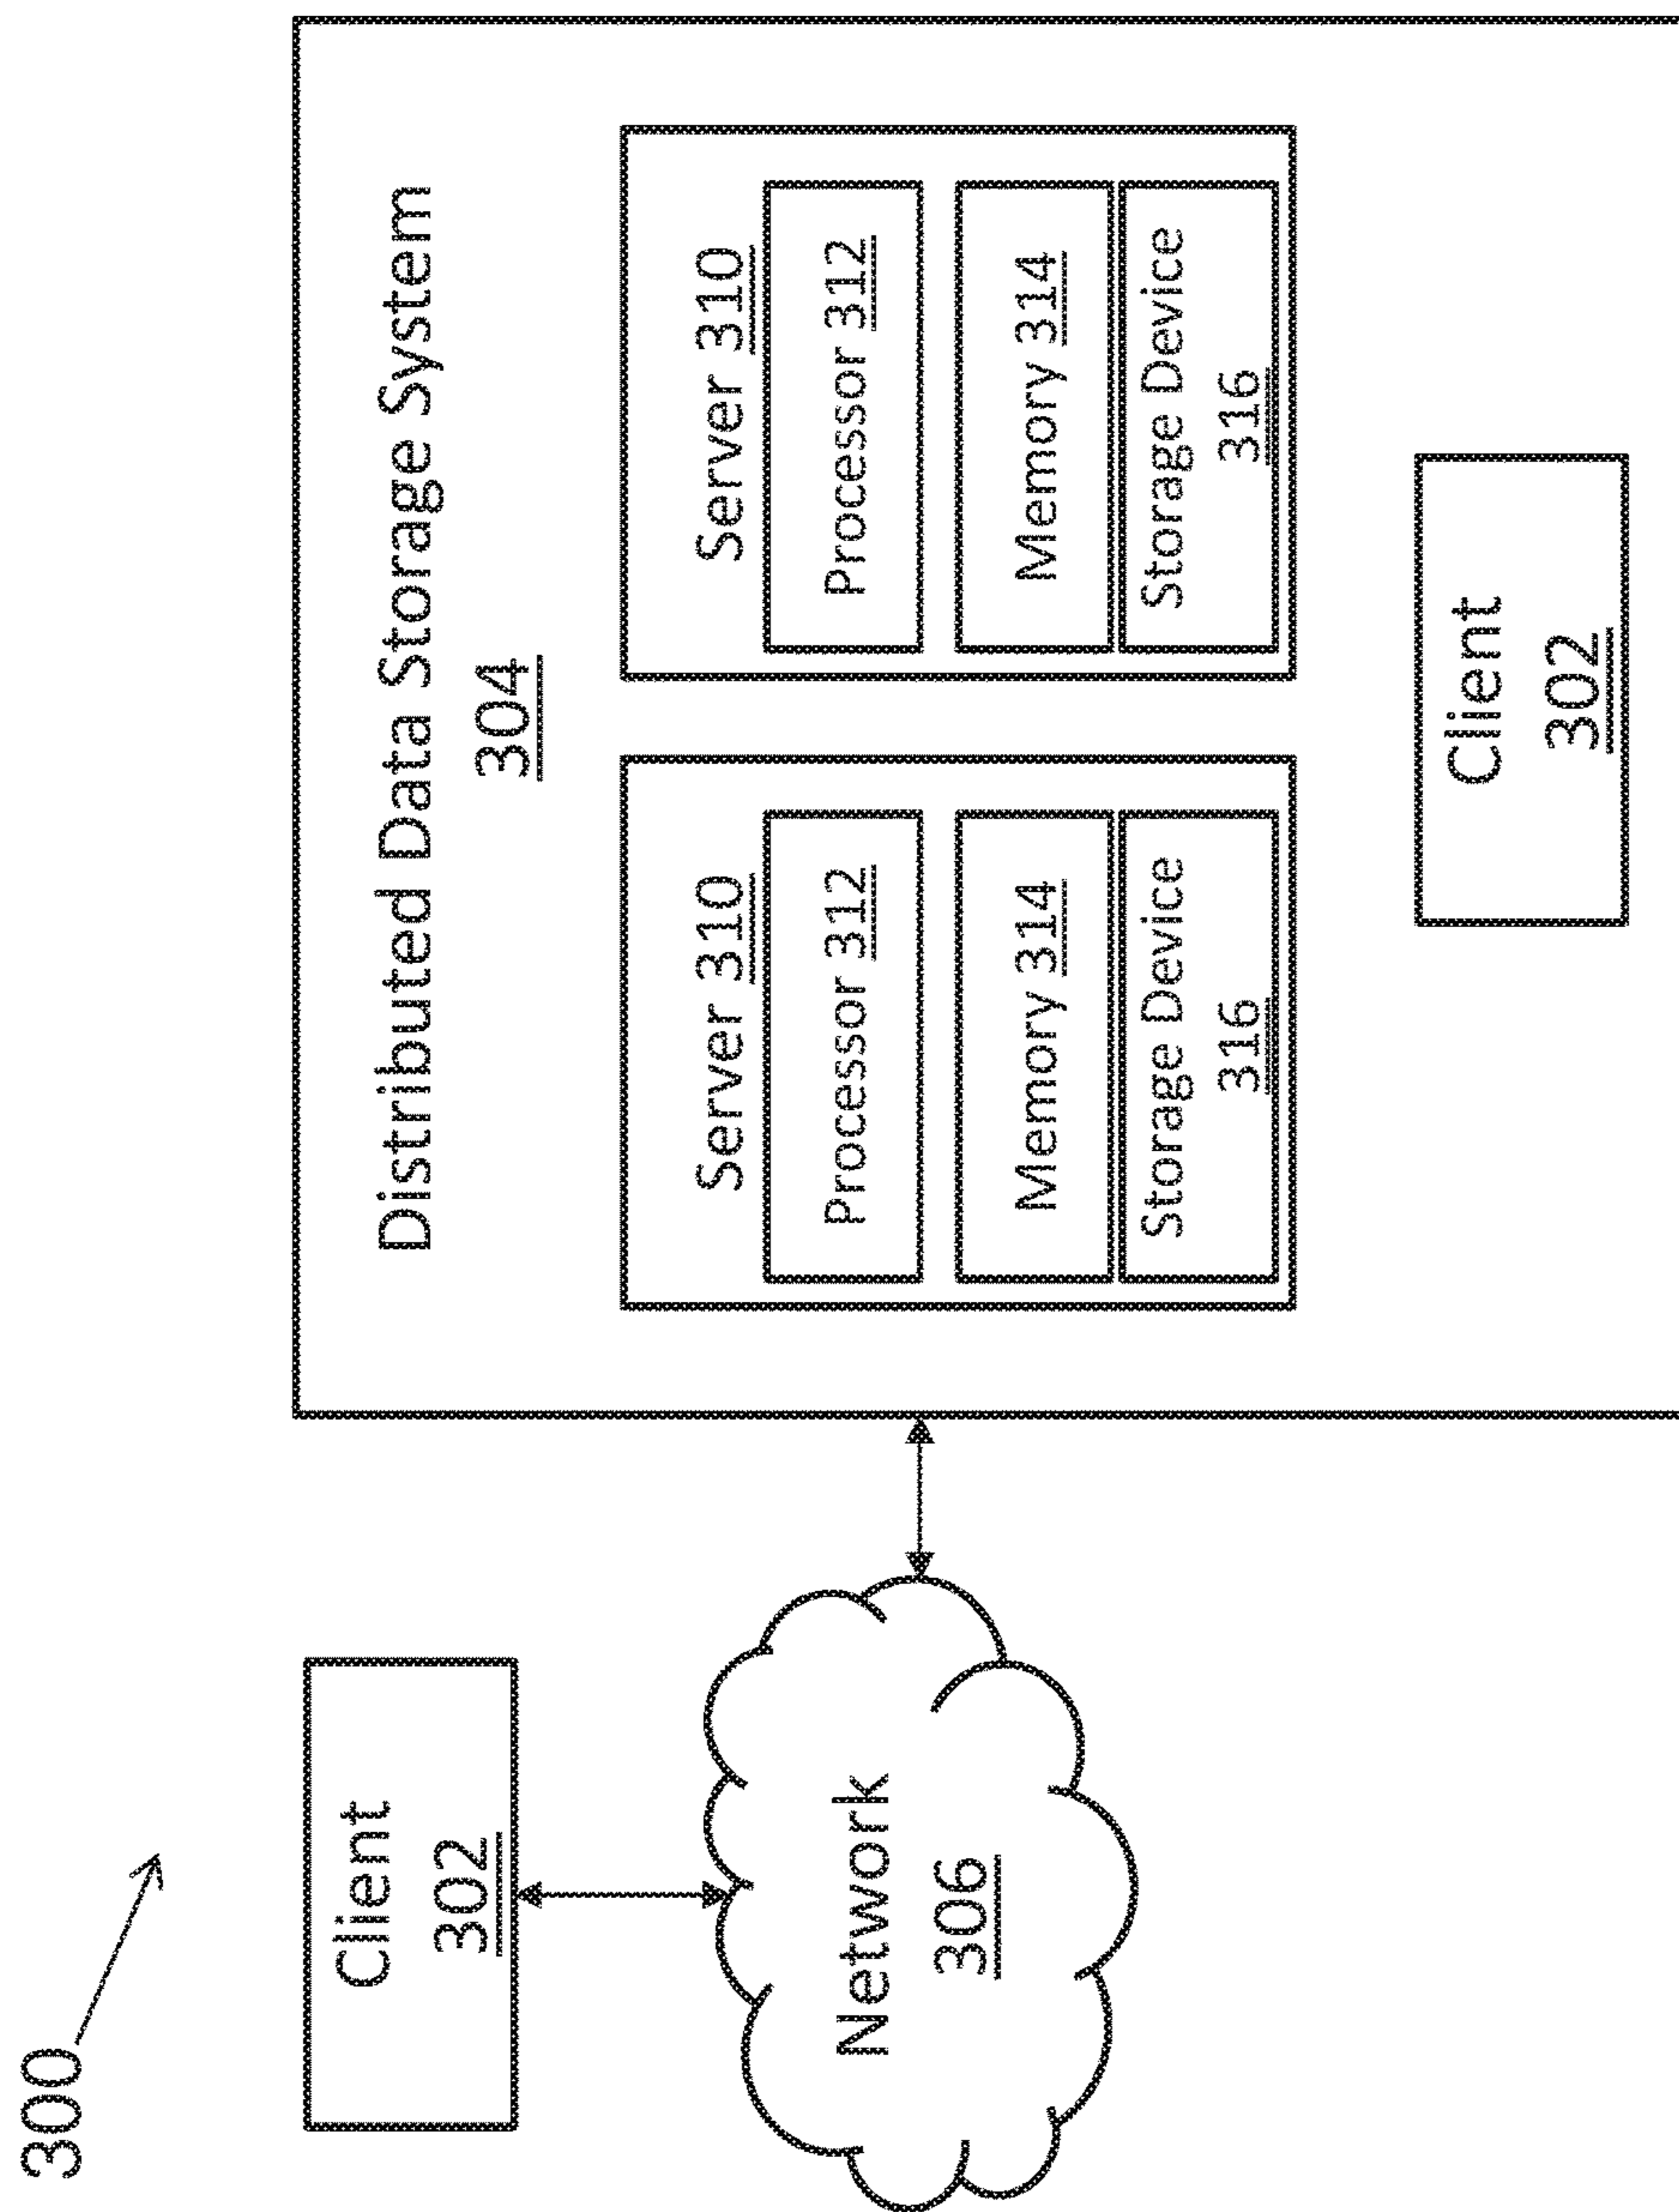 300
Client
302
Network
306
Distributed Data Storage System
304
Server 310
Processor 312
Memory 314
Storage Device
316
Server 310
Processor 312
Memory 314
Storage Device
316
Client
302